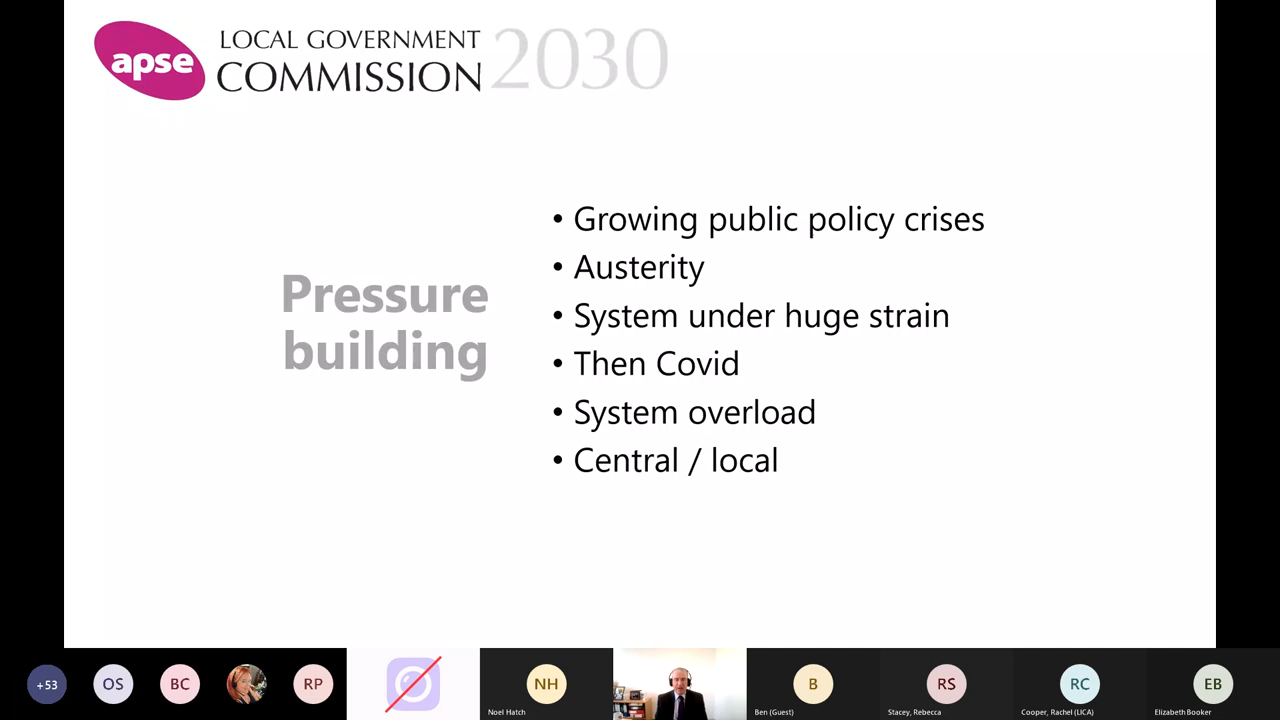 apse
LOCAL GOVERNMENT
COMMISSION 2030
Pressure
building
• Growing public policy crises
• Austerity
• System under huge strain
• Then Covid
• System overload
• Central / local
+53
OS
BC
RP
NH
Noel Hatch
B
Ben (Guest)
RS
Stacey, Rebecca
RC
Cooper, Rachel (LICA)
EB
Elizabeth Booker